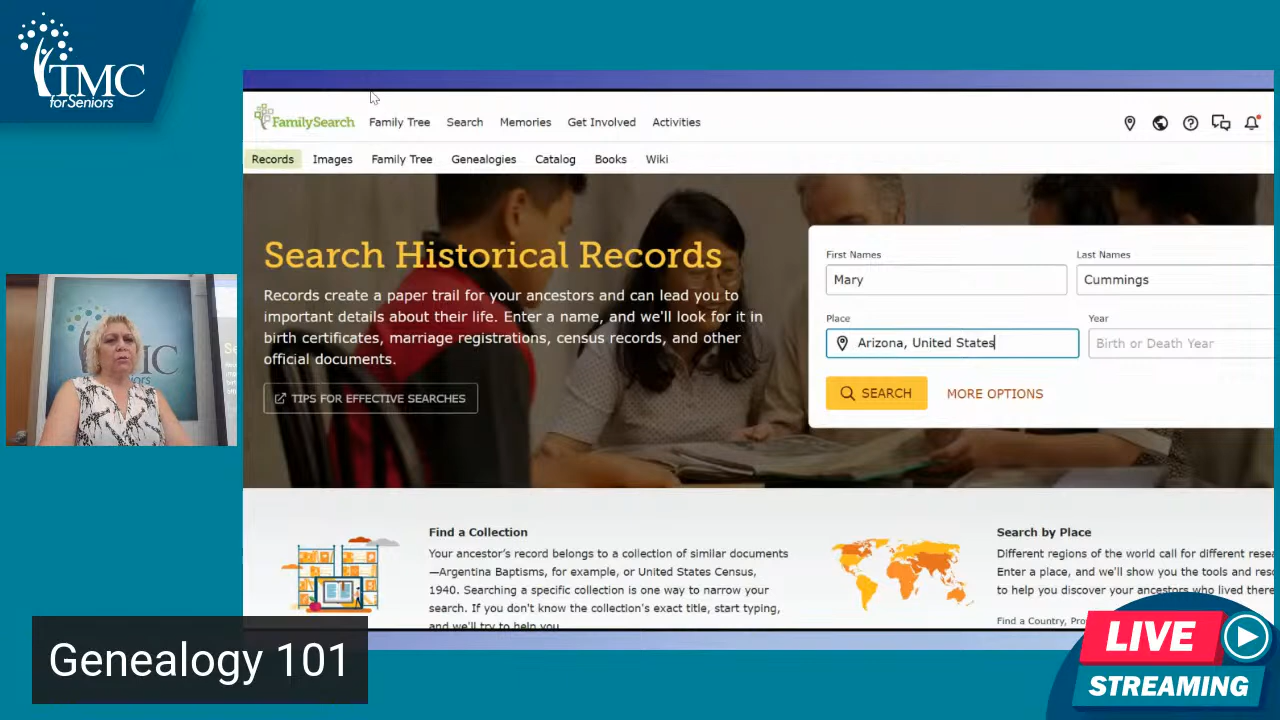 TMC
for Seniors
FamilySearch
Family Tree
Search
Memories
Get Involved
Activities
Records
Images
Family Tree
Genealogies
Catalog
Books
Wiki
Search Historical Records
Records create a paper trail for your ancestors and can lead you to
important details about their life. Enter a name, and we'll look for it in
birth certificates, marriage registrations, census records, and other
official documents.
TIPS FOR EFFECTIVE SEARCHES
First Names
Last Names
Mary
Cummings
Place
Year
Arizona, United States
Birth or Death Year
SEARCH
MORE OPTIONS
Find a Collection
Your ancestor's record belongs to a collection of similar documents
—Argentina Baptisms, for example, or United States Census,
1940. Searching a specific collection is one way to narrow your
search. If you don't know the collection's exact title, start typing,
and we'll try to help you.
Search by Place
Different regions of the world call for different
Enter a place, and we'll show you the tools and
to help you discover your ancestors who lived there
Find a Country,
Genealogy 101
LIVE
STREAMING